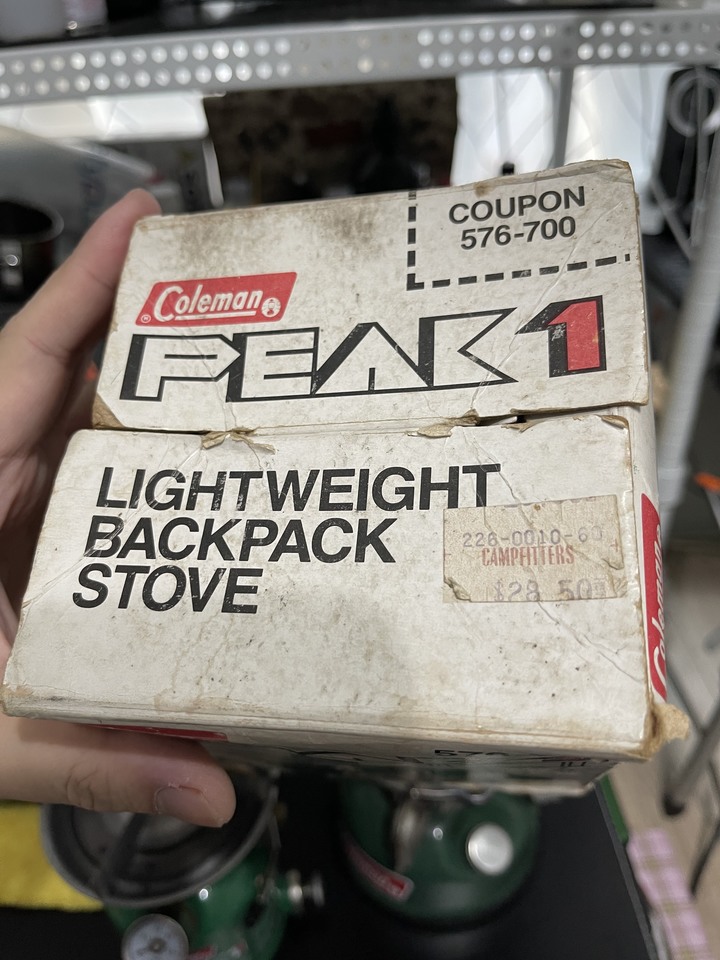 COUPON
576-700
Coleman
PEAK 1
LIGHTWEIGHT
BACKPACK
STOVE
226-0010-60
CAMPFITTERS
$28.50
Coleman